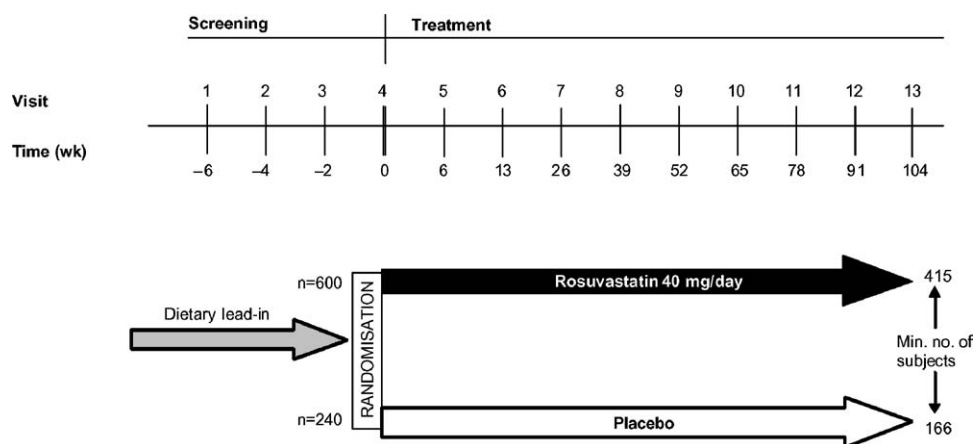 Screening Treatment
Visit 1 2 3 4 5 6 7 8 9 10 11 12 13
Time (wk) –6 –4 –2 0 6 13 26 39 52 65 78 91 104
n=600 Rosuvastatin 40 mg/day 415
Dietary lead-in
RANDOMISATION
Min. no. of
subjects
n=240 Placebo 166